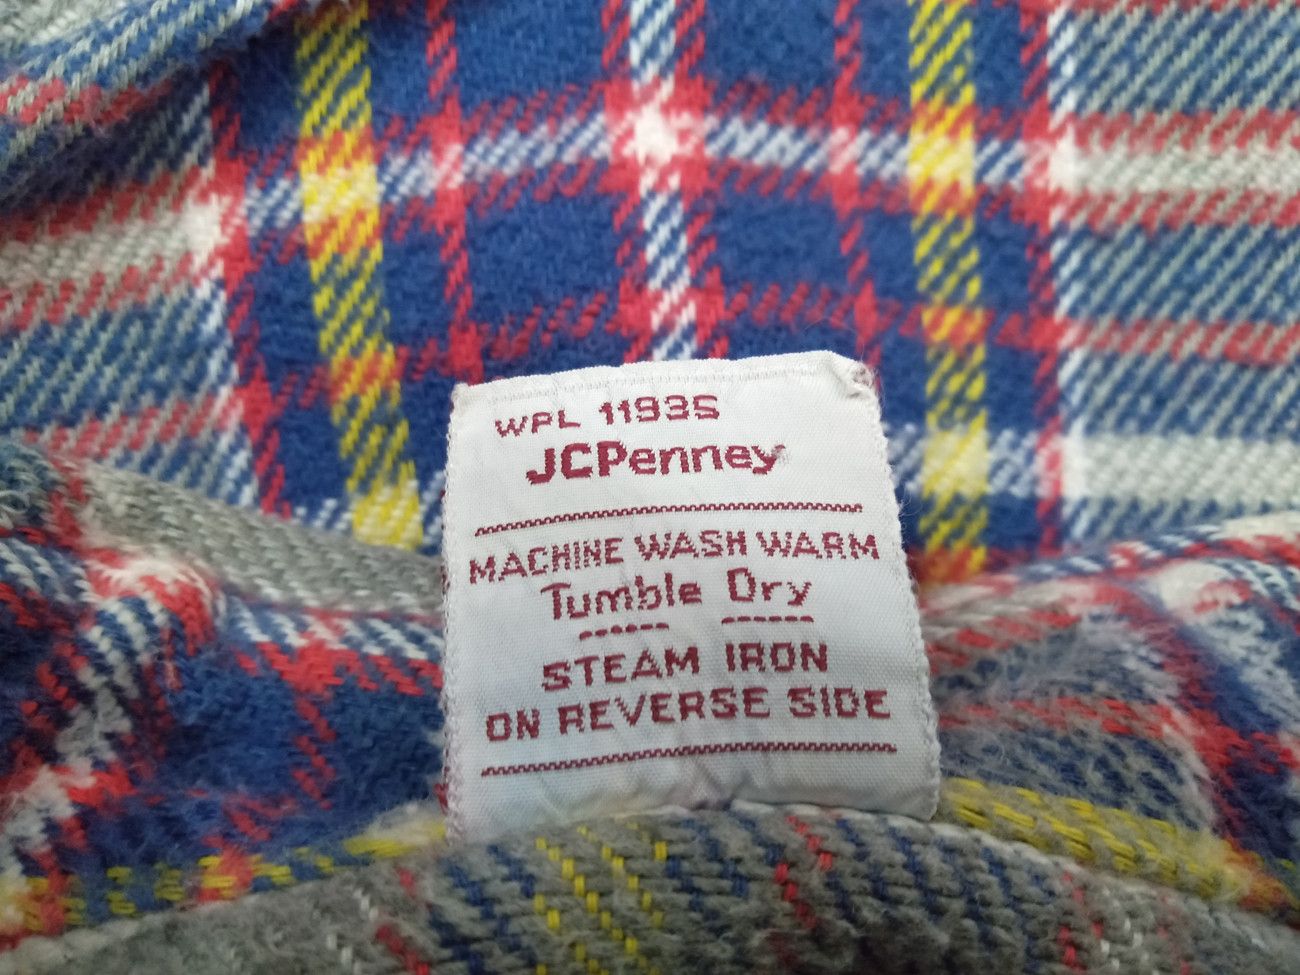 WPL 11935
JCPenney
MACHINE WASH WARM
Tumble Dry
STEAM IRON
ON REVERSE SIDE